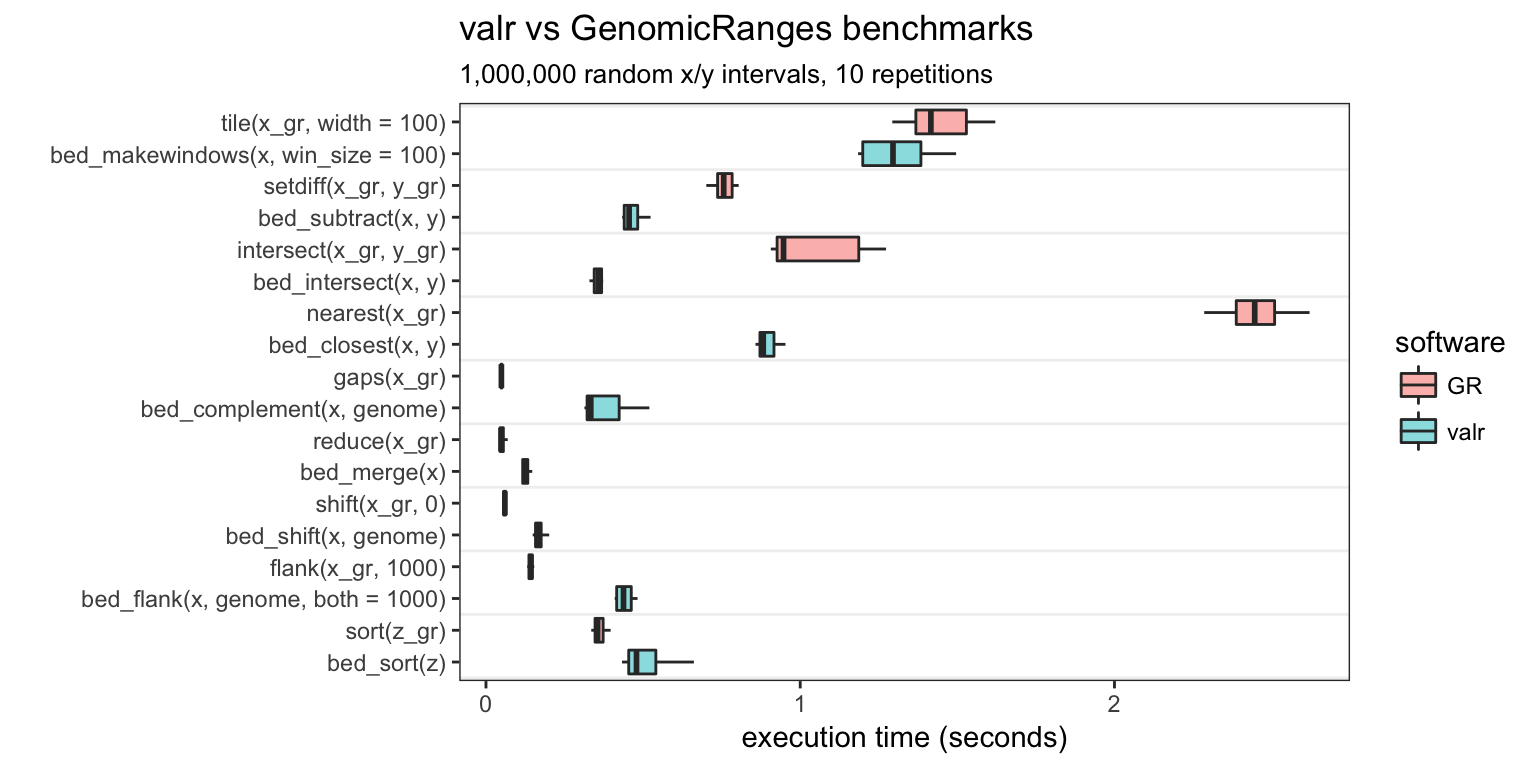 valr vs GenomicRanges benchmarks
1,000,000 random x/y intervals, 10 repetitions
tile(x_gr, width = 100)
bed_makewindows(x, win_size = 100)
setdiff(x_gr, y_gr)
bed_subtract(x, y)
intersect(x_gr, y_gr)
bed_intersect(x, y)
nearest(x_gr)
bed_closest(x, y)
gaps(x_gr)
bed_complement(x, genome)
reduce(x_gr)
bed_merge(x)
shift(x_gr, 0)
bed_shift(x, genome)
flank(x_gr, 1000)
bed_flank(x, genome, both = 1000)
sort(z_gr)
bed_sort(z)
0 1 2
execution time (seconds)
software
GR
valr